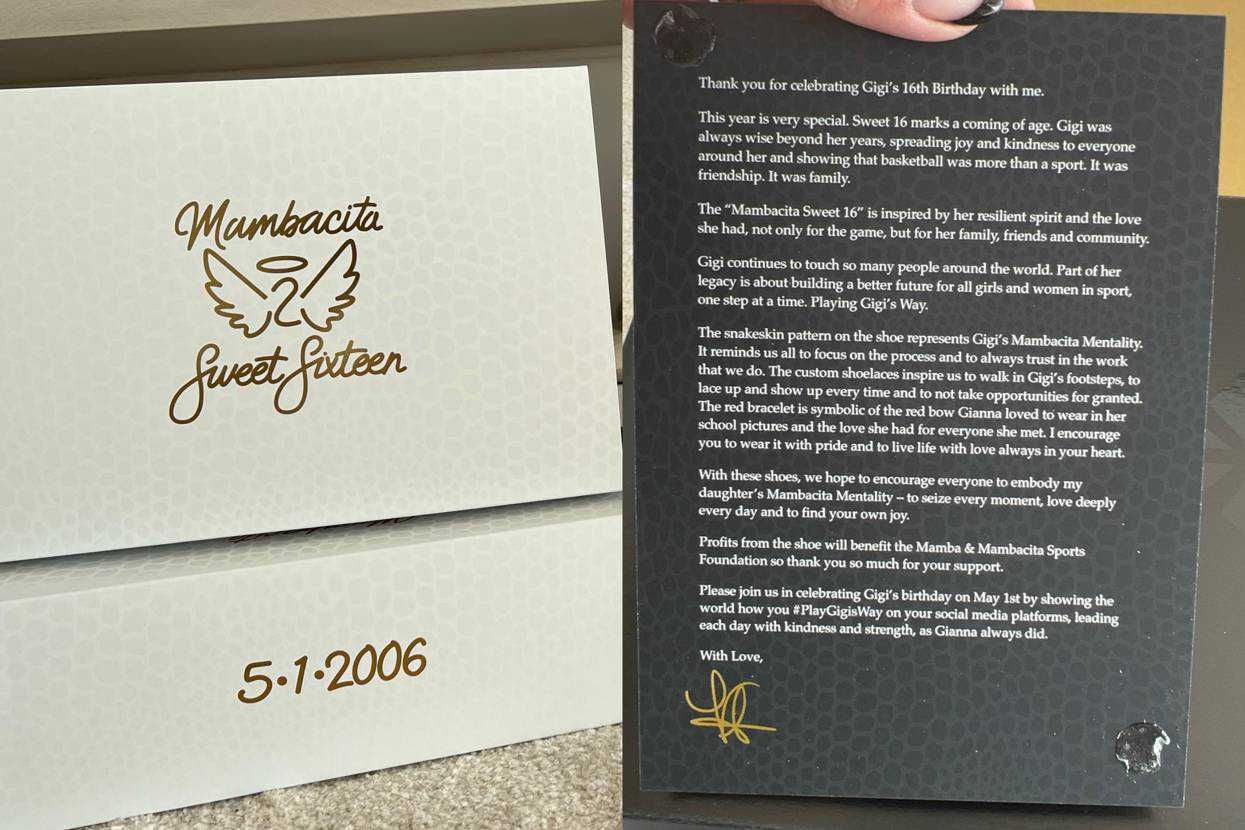 Mambacita
2
Sweet Sixteen
5·1·2006
Thank you for celebrating Gigi’s 16th Birthday with me.
This year is very special. Sweet 16 marks a coming of age. Gigi was
always wise beyond her years, spreading joy and kindness to everyone
around her and showing that basketball was more than a sport. It was
friendship. It was family.
The “Mambacita Sweet 16” is inspired by her resilient spirit and the love
she had, not only for the game, but for her family, friends and community.
Gigi continues to touch so many people around the world. Part of her
legacy is about building a better future for all girls and women in sport,
one step at a time. Playing Gigi’s Way.
The snakeskin pattern on the shoe represents Gigi’s Mambacita Mentality.
It reminds us all to focus on the process and to always trust in the work
that we do. The custom shoelaces inspire us to walk in Gigi’s footsteps, to
lace up and show up every time and to not take opportunities for granted.
The red bracelet is symbolic of the red bow Gianna loved to wear in her
school pictures and the love she had for everyone she met. I encourage
you to wear it with pride and to live life with love always in your heart.
With these shoes, we hope to encourage everyone to embody my
daughter’s Mambacita Mentality – to seize every moment, love deeply
every day and to find your own joy.
Profits from the shoe will benefit the Mamba & Mambacita Sports
Foundation so thank you so much for your support.
Please join us in celebrating Gigi’s birthday on May 1st by showing the
world how you #PlayGigisWay on your social media platforms, leading
each day with kindness and strength, as Gianna always did.
With Love,